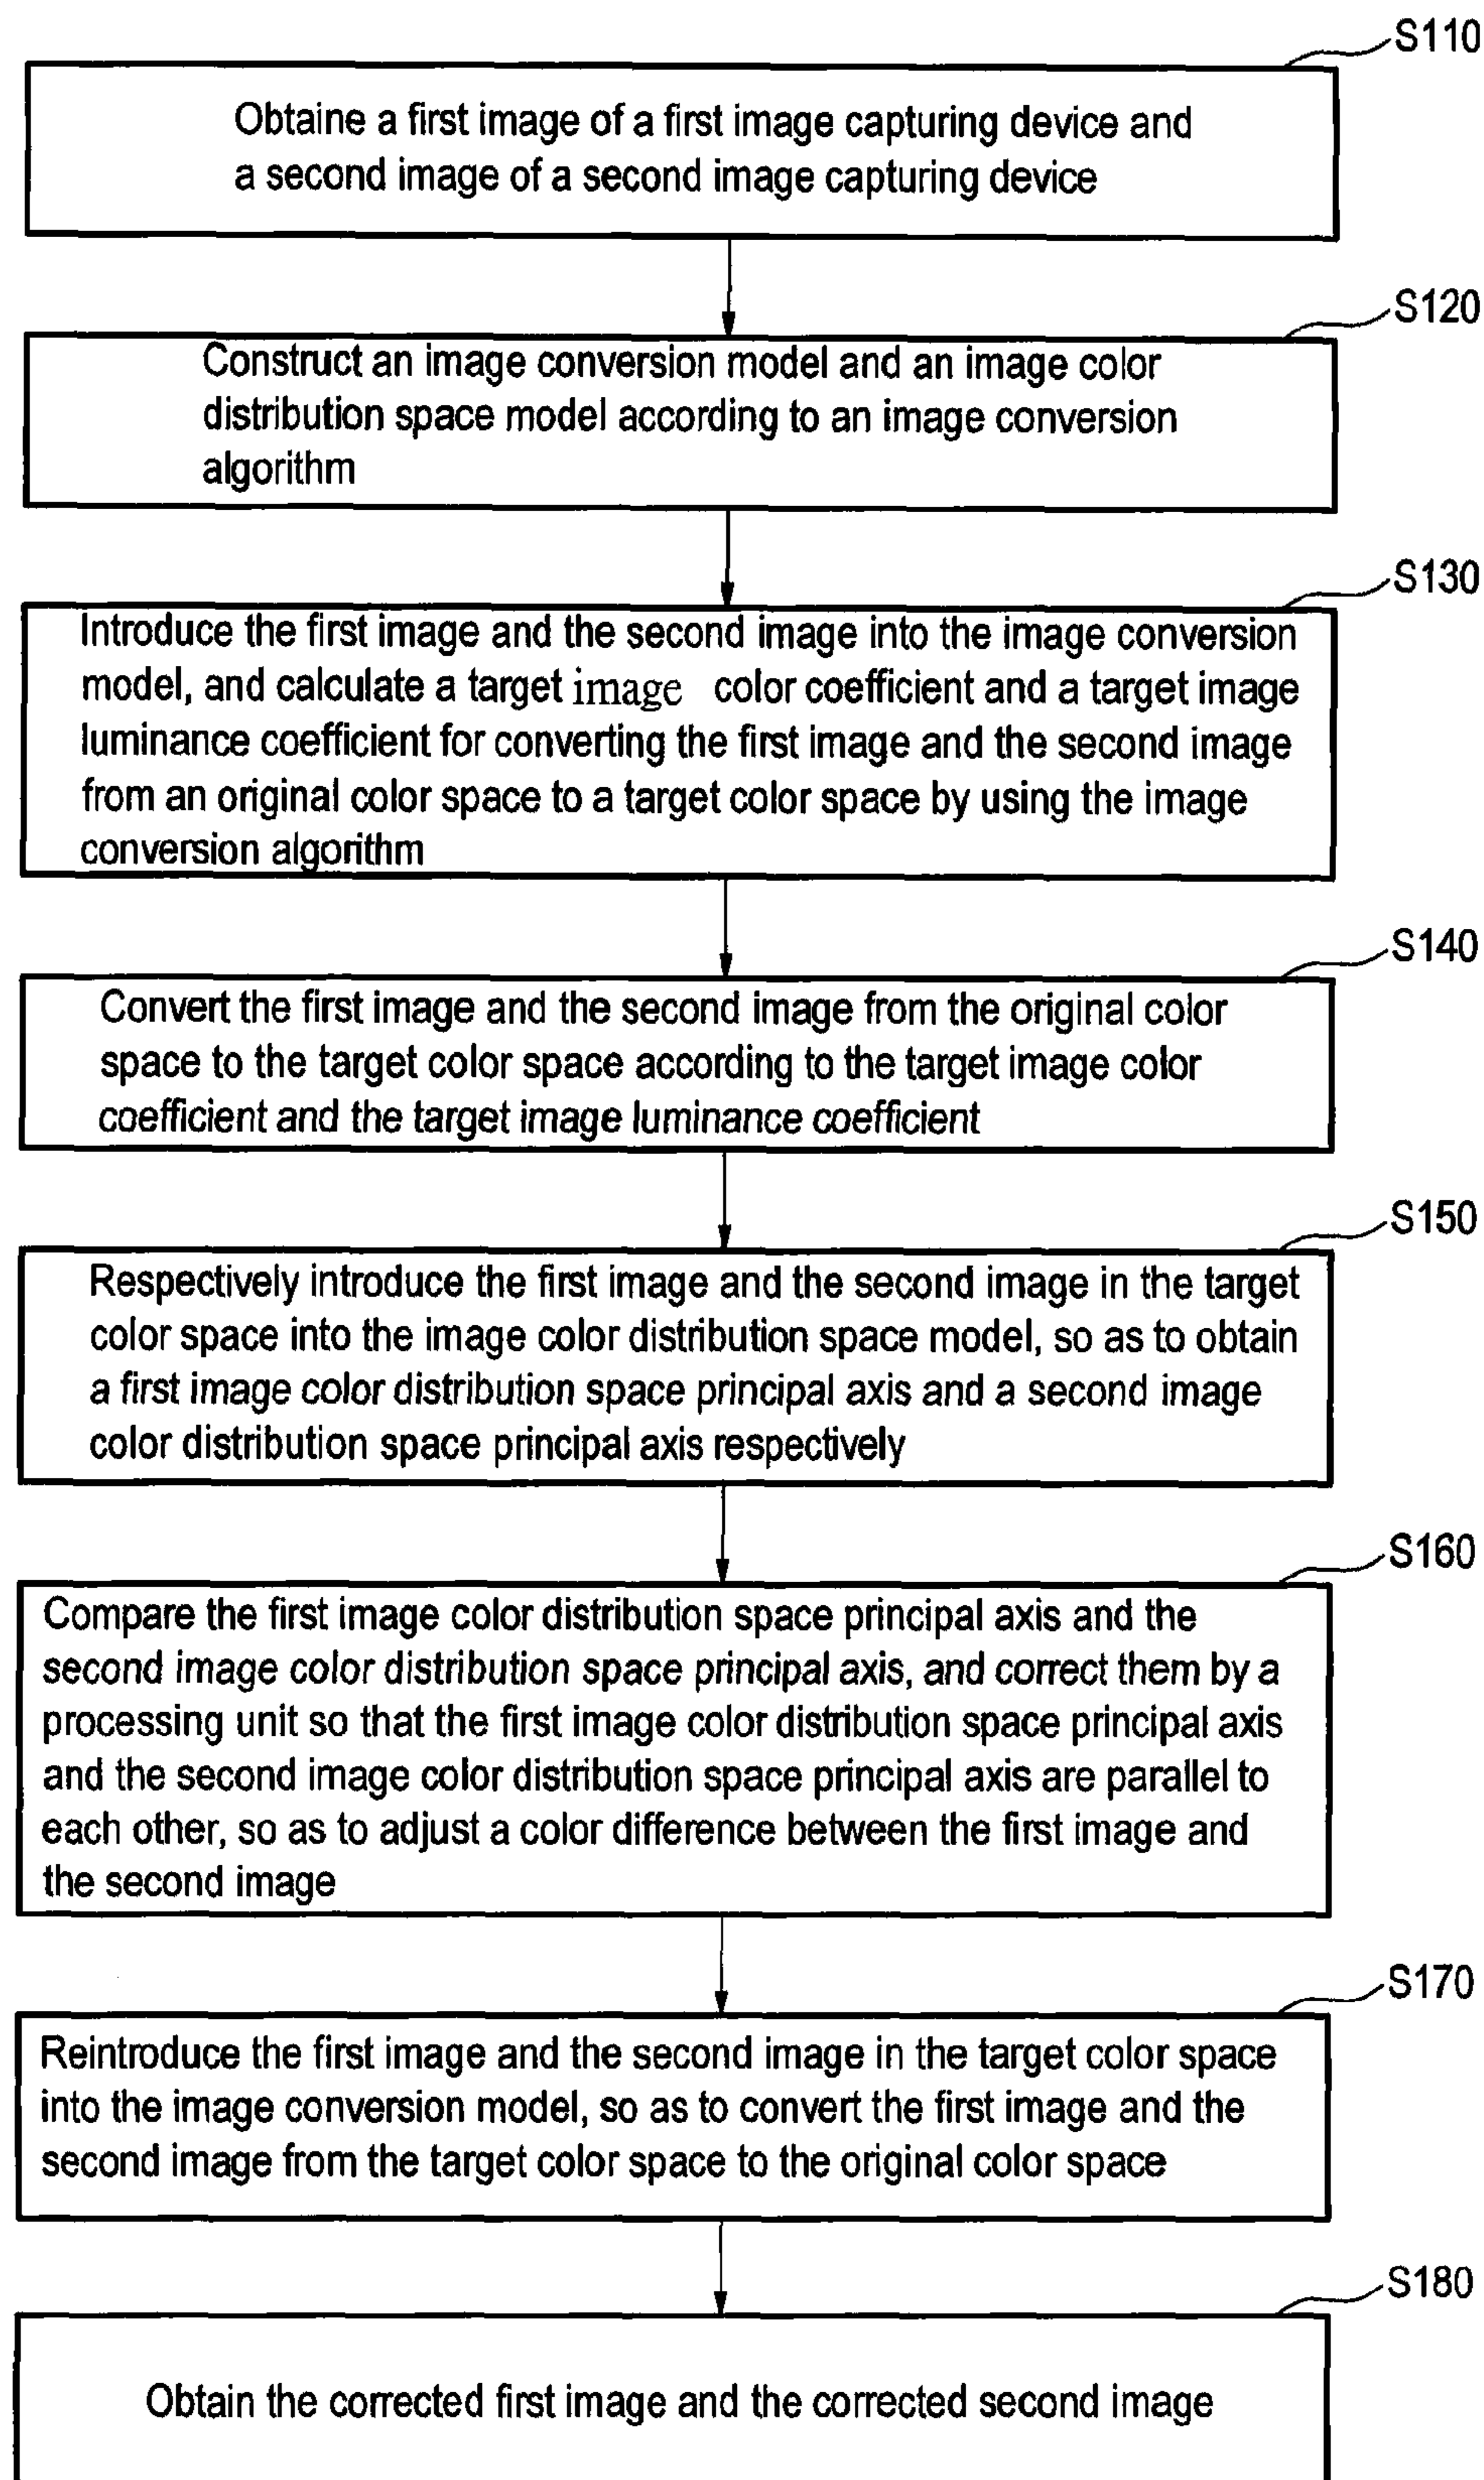 S110
Obtaine a first image of a first image capturing device and
a second image of a second image capturing device
S120
Construct an image conversion model and an image color
distribution space model according to an image conversion
algorithm
S130
Introduce the first image and the second image into the image conversion
model, and calculate a target image color coefficient and a target image
luminance coefficient for converting the first image and the second image
from an original color space to a target color space by using the image
conversion algorithm
S140
Convert the first image and the second image from the original color
space to the target color space according to the target image color
coefficient and the target image luminance coefficient
S150
Respectively introduce the first image and the second image in the target
color space into the image color distribution space model, so as to obtain
a first image color distribution space principal axis and a second image
color distribution space principal axis respectively
S160
Compare the first image color distribution space principal axis and the
second image color distribution space principal axis, and correct them by a
processing unit so that the first image color distribution space principal axis
and the second image color distribution space principal axis are parallel to
each other, so as to adjust a color difference between the first image and
the second image
S170
Reintroduce the first image and the second image in the target color space
into the image conversion model, so as to convert the first image and the
second image from the target color space to the original color space
S180
Obtain the corrected first image and the corrected second image